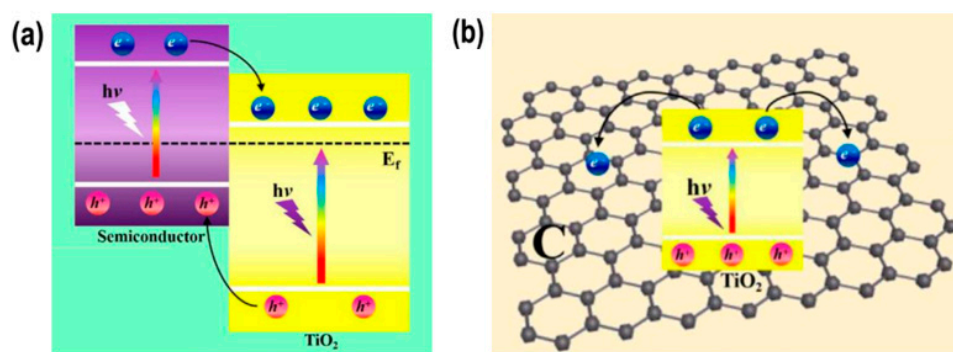 (a)
e⁻ e⁻
hν
e⁻ e⁻ e⁻
E_f
h⁺ h⁺ h⁺
Semiconductor
hν
h⁺ h⁺
TiO₂
(b)
e⁻ e⁻
e⁻ e⁻
hν
C
h⁺ h⁺ h⁺
TiO₂